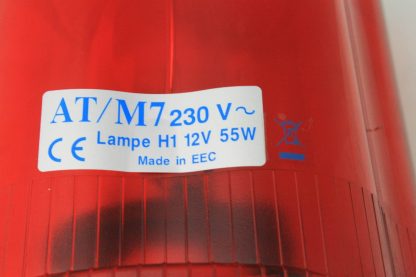 AT/M7 230 V~
CE Lampe H1 12V 55W
Made in EEC